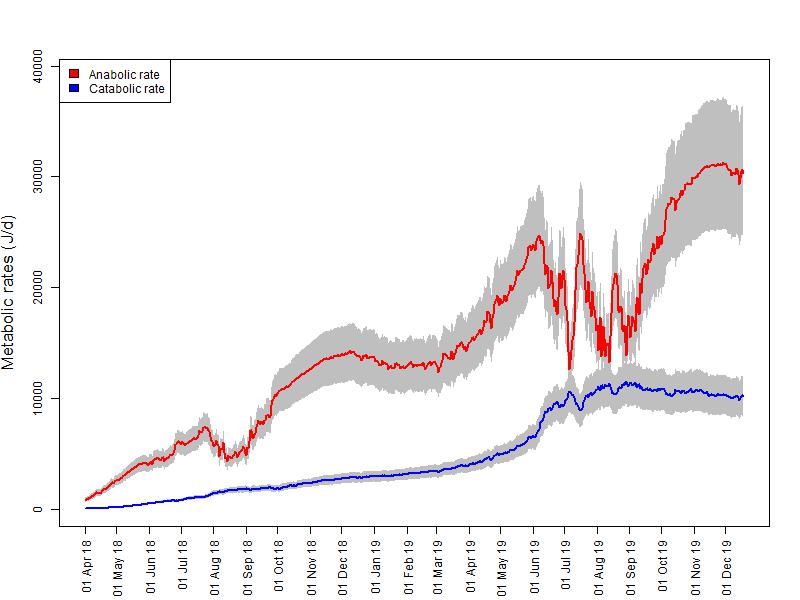 Anabolic rate
Catabolic rate
Metabolic rates (J/d)
40000
30000
20000
10000
0
01 Apr 18
01 May 18
01 Jun 18
01 Jul 18
01 Aug 18
01 Sep 18
01 Oct 18
01 Nov 18
01 Dec 18
01 Jan 19
01 Feb 19
01 Mar 19
01 Apr 19
01 May 19
01 Jun 19
01 Jul 19
01 Aug 19
01 Sep 19
01 Oct 19
01 Nov 19
01 Dec 19